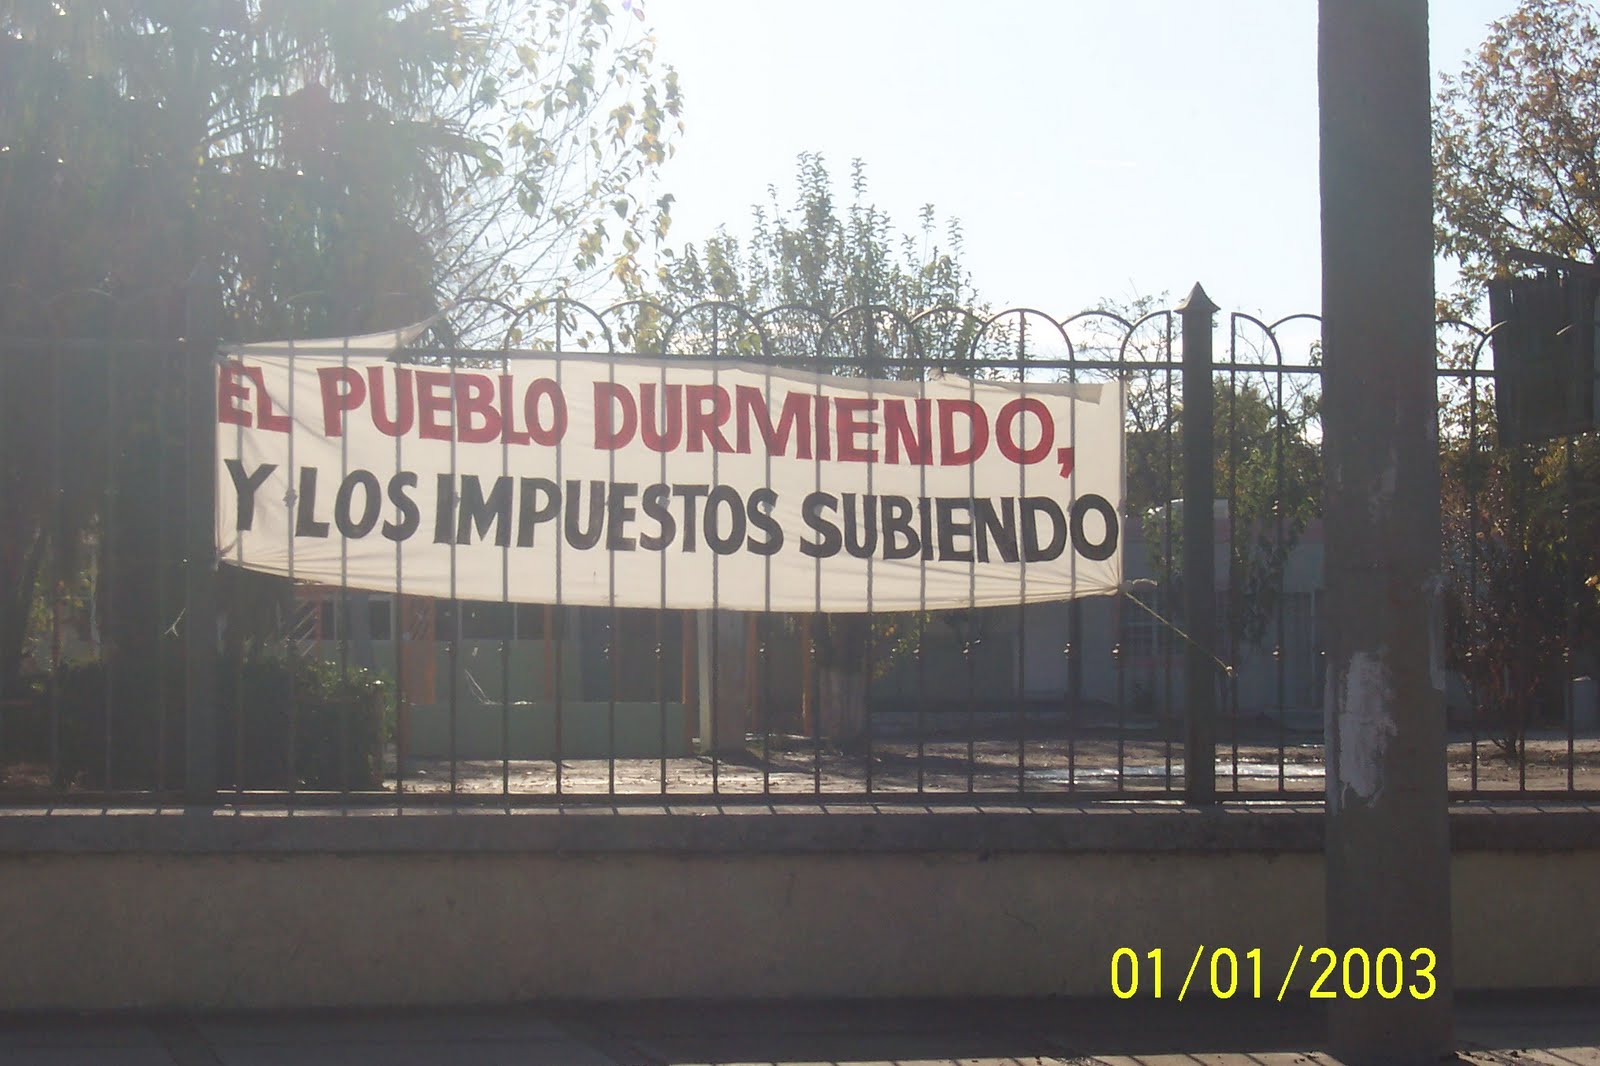 EL PUEBLO DURMIENDO,
Y LOS IMPUESTOS SUBIENDO
01/01/2003